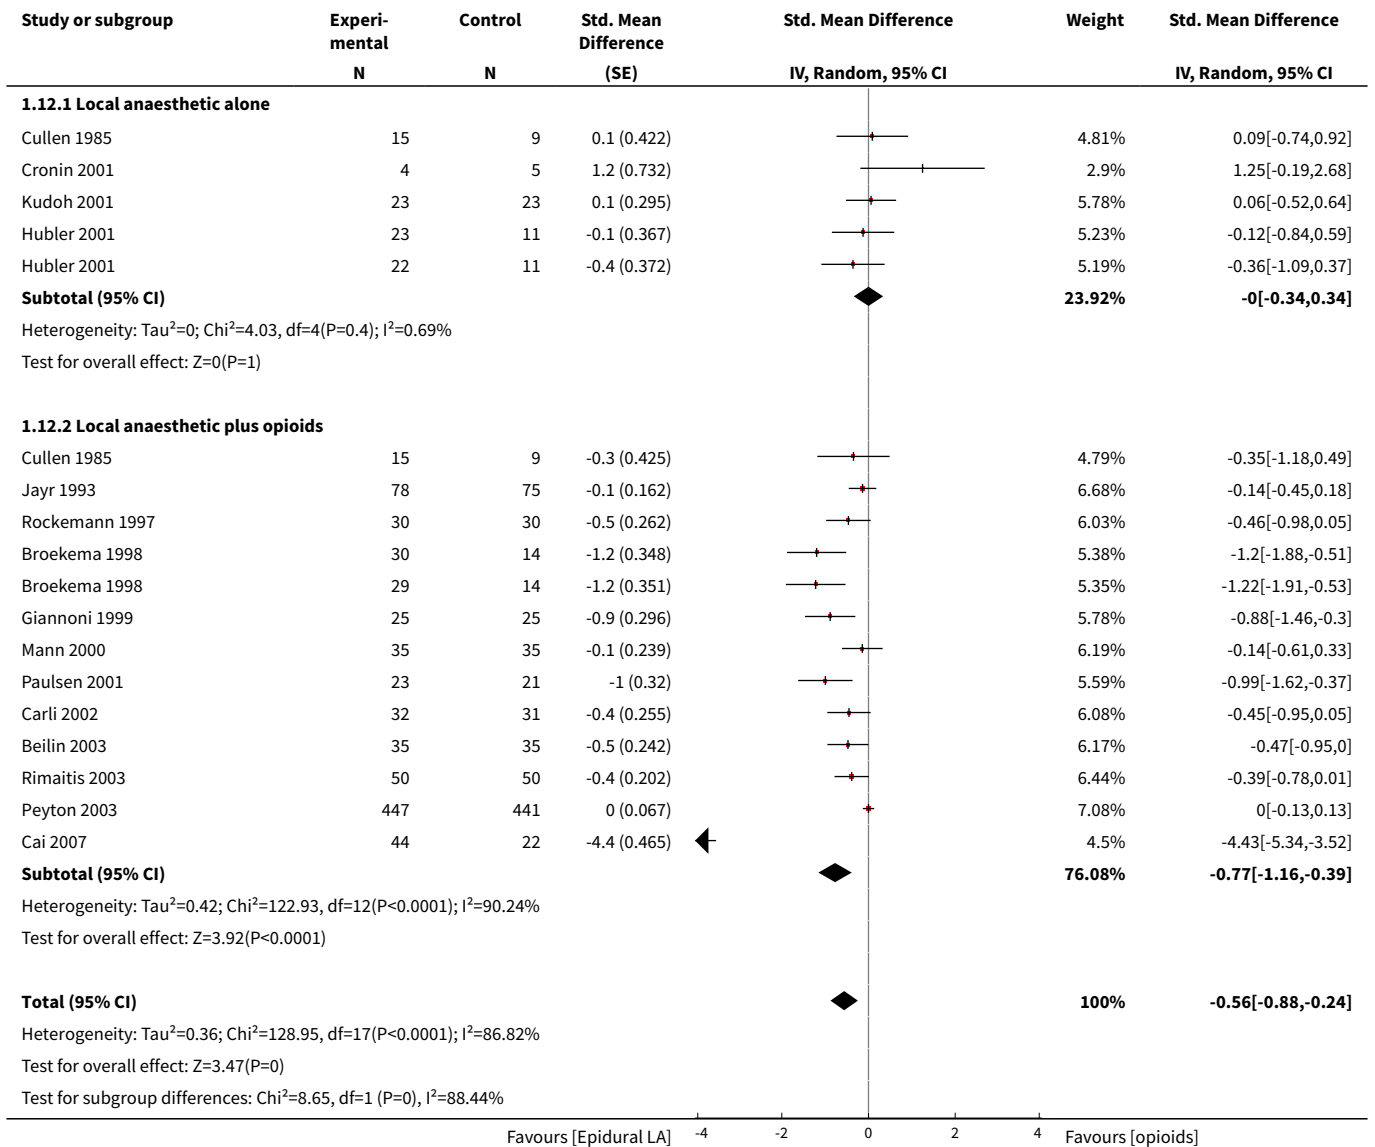 Study or subgroup Experi- Control Std. Mean Std. Mean Difference Weight Std. Mean Difference
mental Difference
N N (SE) IV, Random, 95% CI IV, Random, 95% CI
1.12.1 Local anaesthetic alone
Cullen 1985 15 9 0.1 (0.422) 4.81% 0.09[-0.74,0.92]
Cronin 2001 4 5 1.2 (0.732) 2.9% 1.25[-0.19,2.68]
Kudoh 2001 23 23 0.1 (0.295) 5.78% 0.06[-0.52,0.64]
Hubler 2001 23 11 -0.1 (0.367) 5.23% -0.12[-0.84,0.59]
Hubler 2001 22 11 -0.4 (0.372) 5.19% -0.36[-1.09,0.37]
Subtotal (95% CI) 23.92% -0[-0.34,0.34]
Heterogeneity: Tau²=0; Chi²=4.03, df=4(P=0.4); I²=0.69%
Test for overall effect: Z=0(P=1)
1.12.2 Local anaesthetic plus opioids
Cullen 1985 15 9 -0.3 (0.425) 4.79% -0.35[-1.18,0.49]
Jayr 1993 78 75 -0.1 (0.162) 6.68% -0.14[-0.45,0.18]
Rockemann 1997 30 30 -0.5 (0.262) 6.03% -0.46[-0.98,0.05]
Broekema 1998 30 14 -1.2 (0.348) 5.38% -1.2[-1.88,-0.51]
Broekema 1998 29 14 -1.2 (0.351) 5.35% -1.22[-1.91,-0.53]
Giannoni 1999 25 25 -0.9 (0.296) 5.78% -0.88[-1.46,-0.3]
Mann 2000 35 35 -0.1 (0.239) 6.19% -0.14[-0.61,0.33]
Paulsen 2001 23 21 -1 (0.32) 5.59% -0.99[-1.62,-0.37]
Carli 2002 32 31 -0.4 (0.255) 6.08% -0.45[-0.95,0.05]
Beilin 2003 35 35 -0.5 (0.242) 6.17% -0.47[-0.95,0]
Rimaitis 2003 50 50 -0.4 (0.202) 6.44% -0.39[-0.78,0.01]
Peyton 2003 447 441 0 (0.067) 7.08% 0[-0.13,0.13]
Cai 2007 44 22 -4.4 (0.465) 4.5% -4.43[-5.34,-3.52]
Subtotal (95% CI) 76.08% -0.77[-1.16,-0.39]
Heterogeneity: Tau²=0.42; Chi²=122.93, df=12(P<0.0001); I²=90.24%
Test for overall effect: Z=3.92(P<0.0001)
Total (95% CI) 100% -0.56[-0.88,-0.24]
Heterogeneity: Tau²=0.36; Chi²=128.95, df=17(P<0.0001); I²=86.82%
Test for overall effect: Z=3.47(P=0)
Test for subgroup differences: Chi²=8.65, df=1 (P=0), I²=88.44%
Favours [Epidural LA] -4 -2 0 2 4 Favours [opioids]